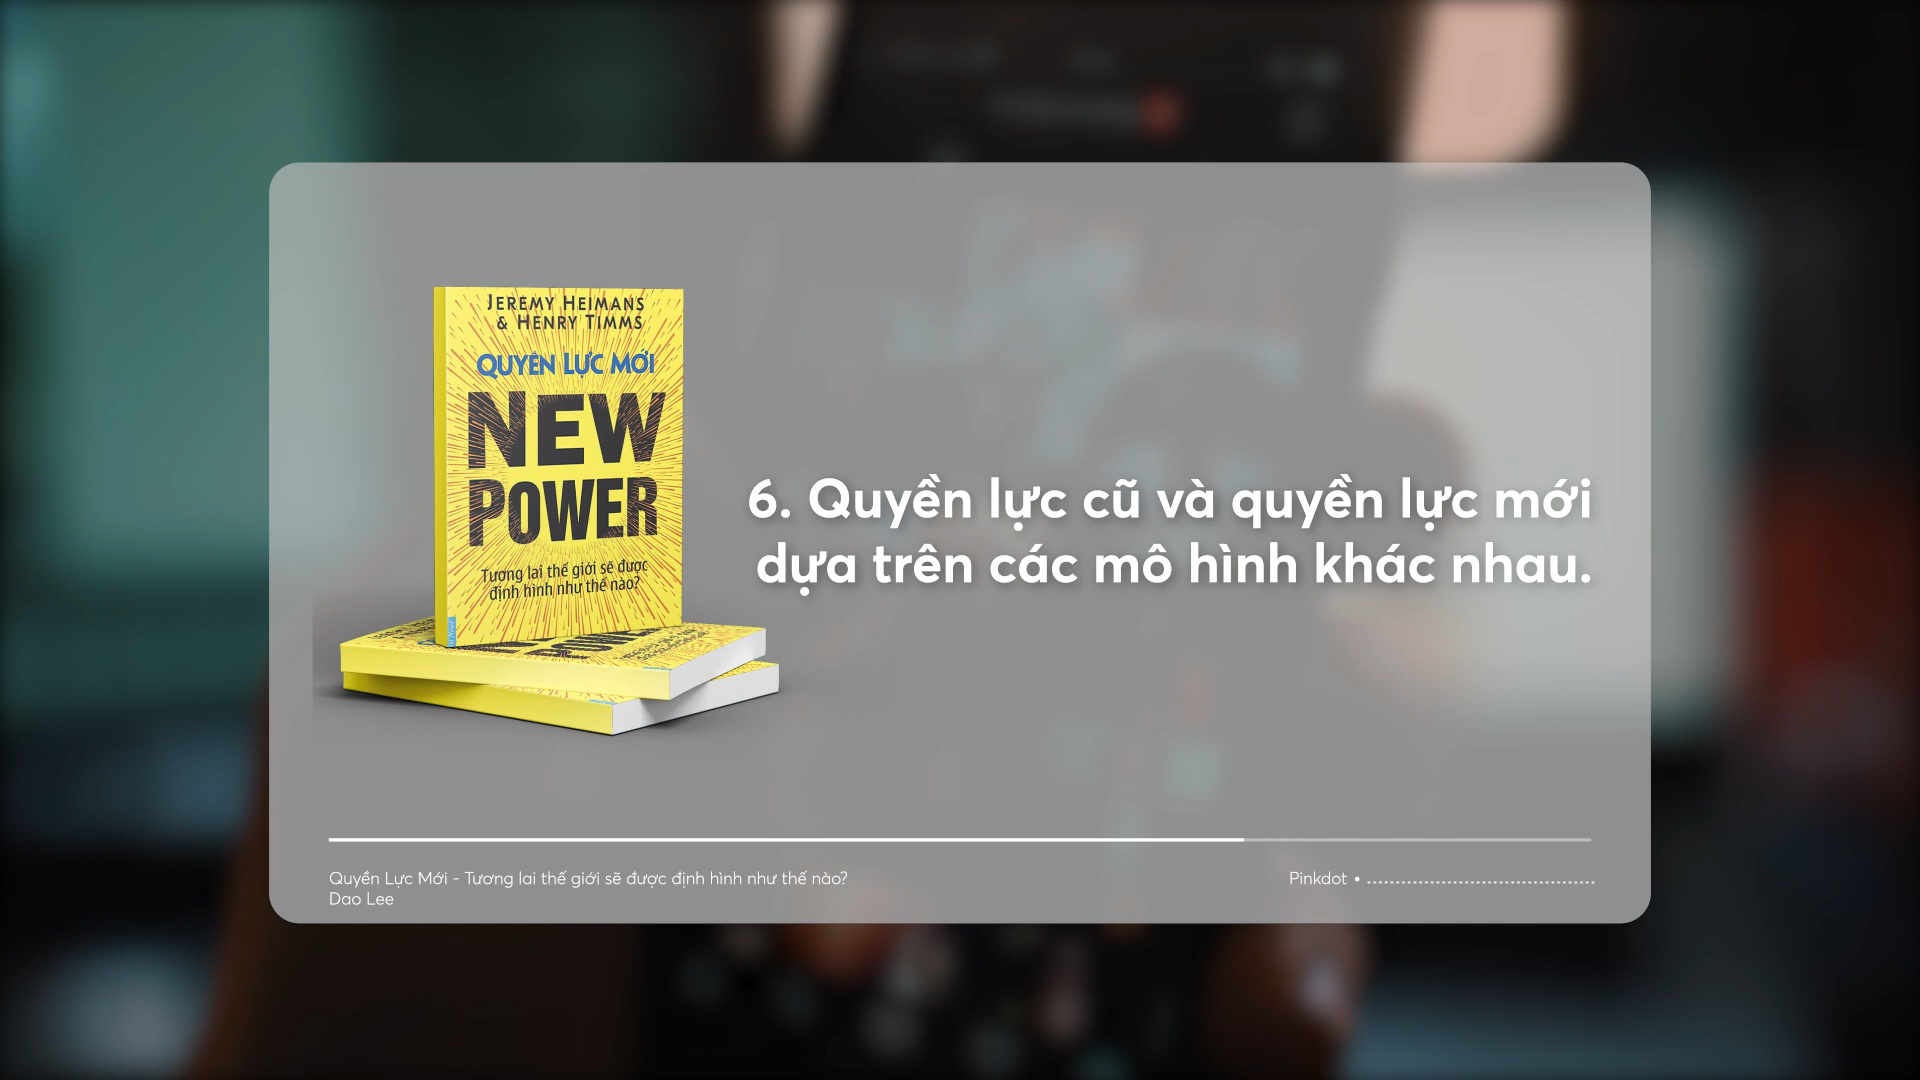 JEREMY HEIMANS
& HENRY TIMMS
QUYỀN LỰC MỚI
NEW
POWER
Tương lai thế giới sẽ được
định hình như thế nào?
6. Quyền lực cũ và quyền lực mới
dựa trên các mô hình khác nhau.
Quyền Lực Mới - Tương lai thế giới sẽ được định hình như thế nào?
Dao Lee
Pinkdot •